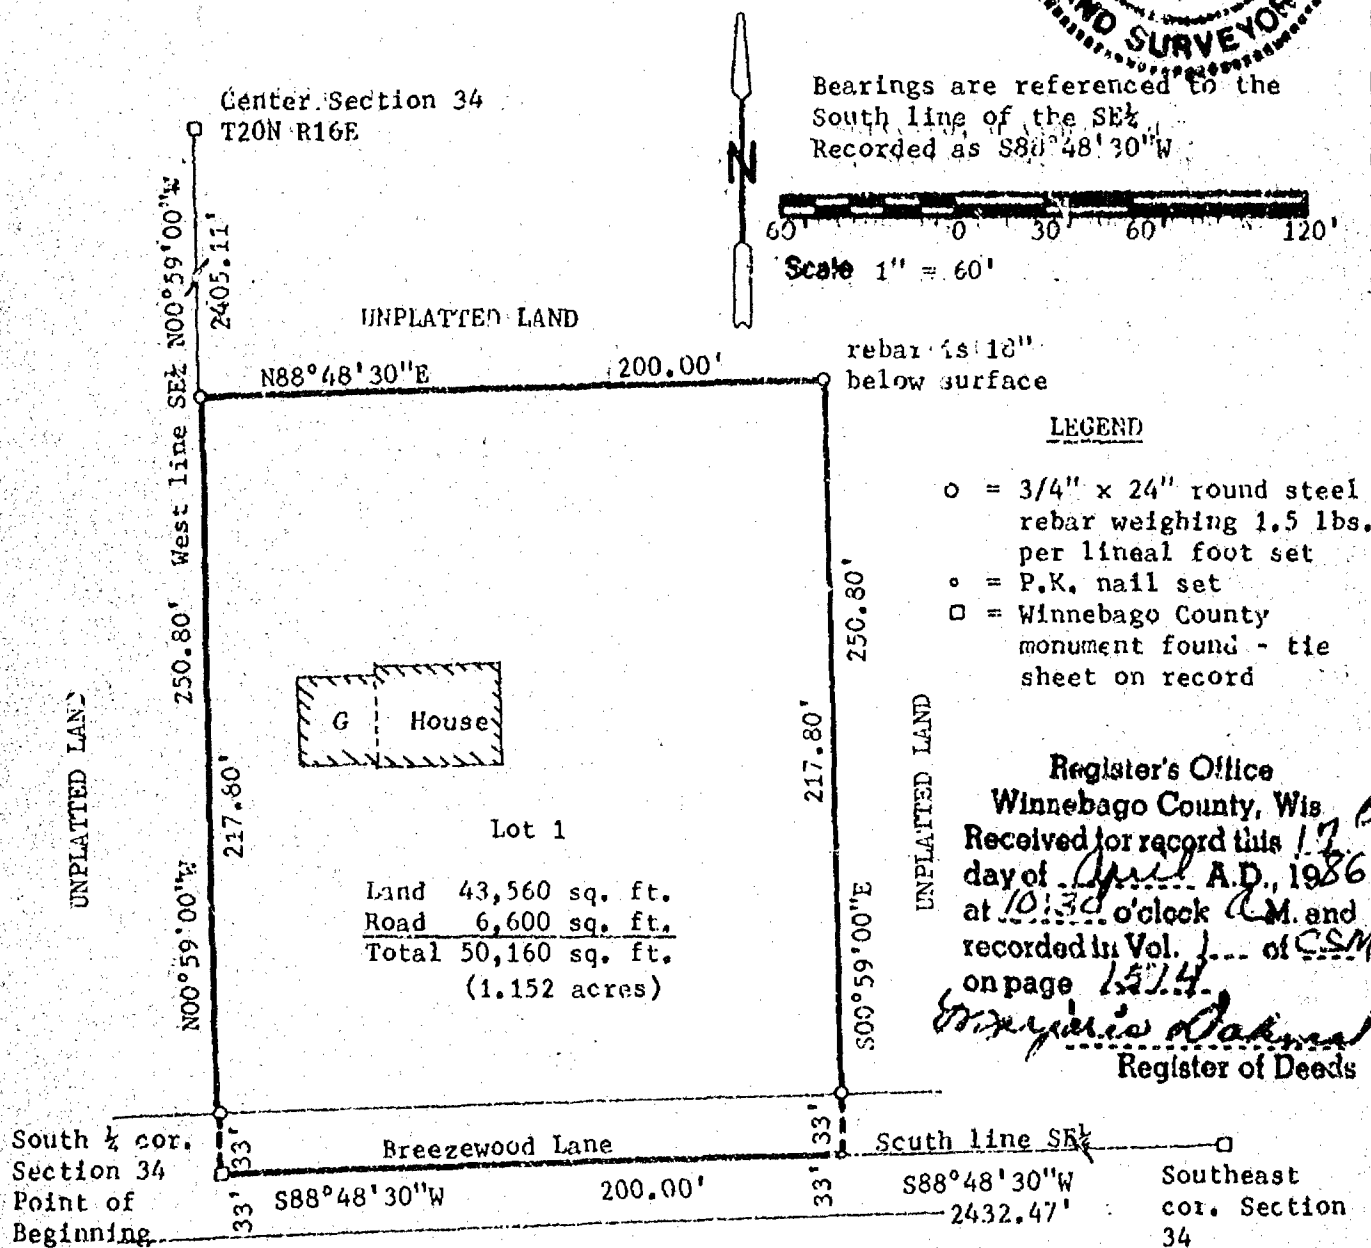 ND SURVEYOR
Center Section 34
T20N R16E
N
Bearings are referenced to the
South line of the SE¼
Recorded as S88°48'30"W
60' 0 30' 60' 120'
Scale 1" = 60'
West line SE¼ N00°59'00"W
2405.11'
UNPLATTED LAND
N88°48'30"E 200.00'
rebar is 18"
below surface
LEGEND
o = 3/4" x 24" round steel
rebar weighing 1.5 lbs.
per lineal foot set
∘ = P.K. nail set
□ = Winnebago County
monument found - tie
sheet on record
250.80'
217.80'
N00°59'00"W
UNPLATTED LAND
G House
Lot 1
Land 43,560 sq. ft.
Road 6,600 sq. ft.
Total 50,160 sq. ft.
(1.152 acres)
250.80'
217.80'
S00°59'00"E
UNPLATTED LAND
Register's Office
Winnebago County, Wis
Received for record this 17
day of April A.D., 1986
at 10:30 o'clock A.M. and
recorded in Vol. 1 of CSM
on page 1514
Register of Deeds
South ¼ cor.
Section 34
Point of
Beginning
33'
33'
Breezewood Lane
S88°48'30"W 200.00'
33'
33'
South line SE¼
S88°48'30"W
2432.47'
Southeast
cor. Section
34